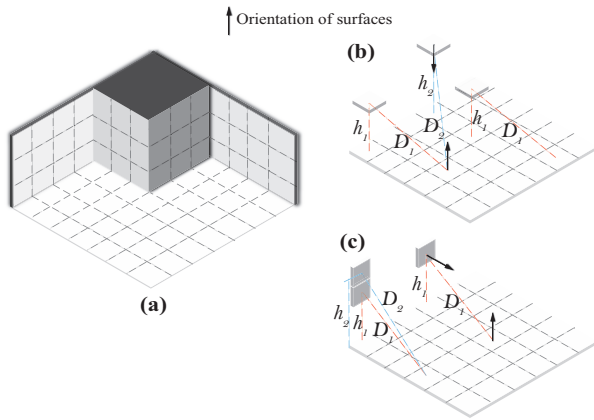 Orientation of surfaces
(a)
(b)
h2
h1
D1
D2
h1
D1
(c)
h1
D1
h2
h1
D2
D1